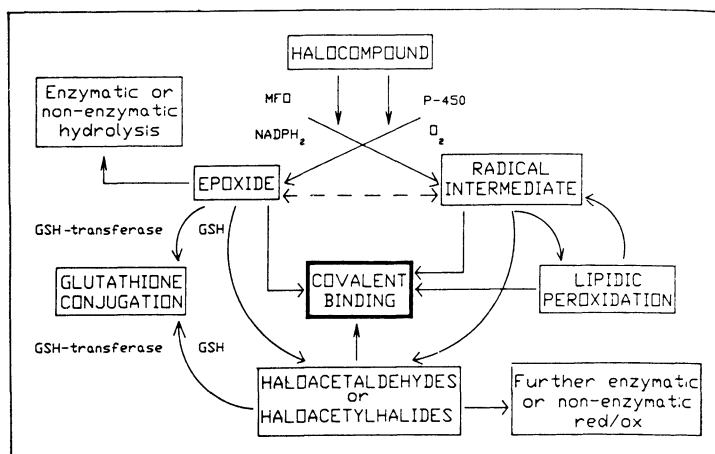 HALOCOMPOUND
Enzymatic or
non-enzymatic
hydrolysis
MFO
P-450
NADPH2
O2
EPOXIDE
RADICAL
INTERMEDIATE
GSH-transferase
GSH
GLUTATHIONE
CONJUGATION
COVALENT
BINDING
LIPIDIC
PEROXIDATION
GSH-transferase
GSH
HALOACETALDEHYDES
or
HALOACETYLHALIDES
Further enzymatic
or non-enzymatic
red/ox